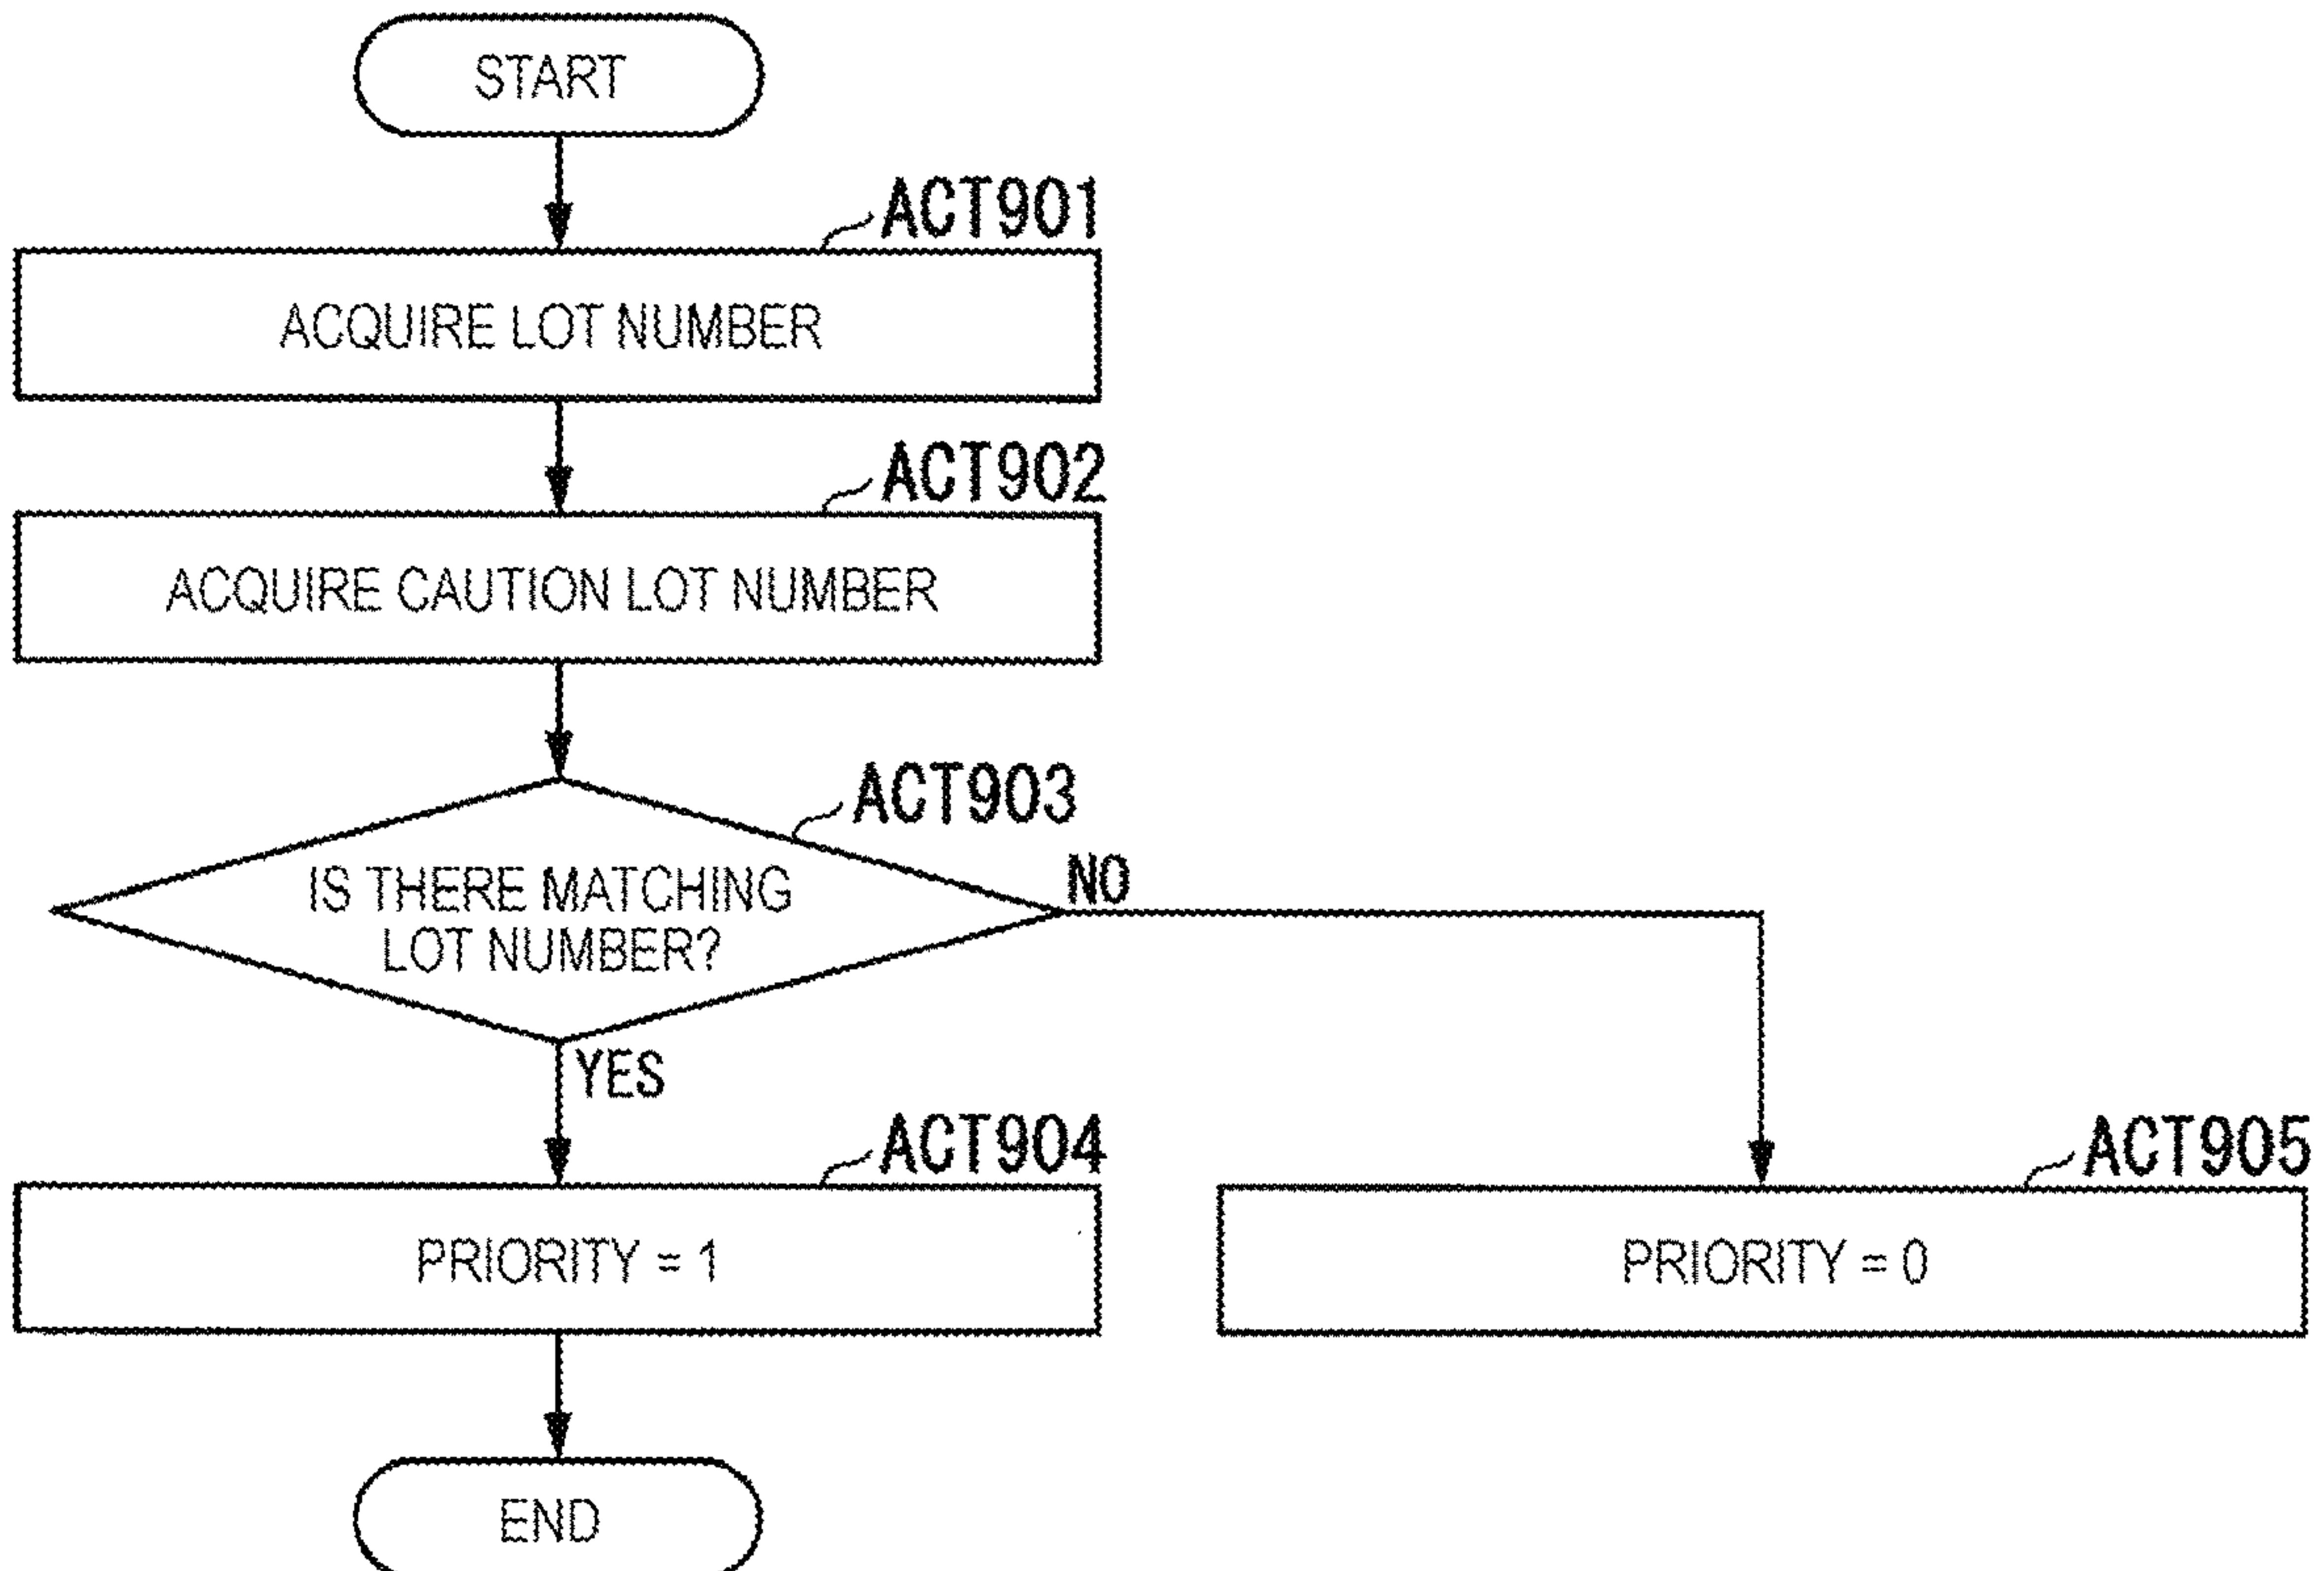 START
ACT901
ACQUIRE LOT NUMBER
ACT902
ACQUIRE CAUTION LOT NUMBER
ACT903
IS THERE MATCHING
LOT NUMBER?
NO
YES
ACT904
PRIORITY = 1
ACT905
PRIORITY = 0
END